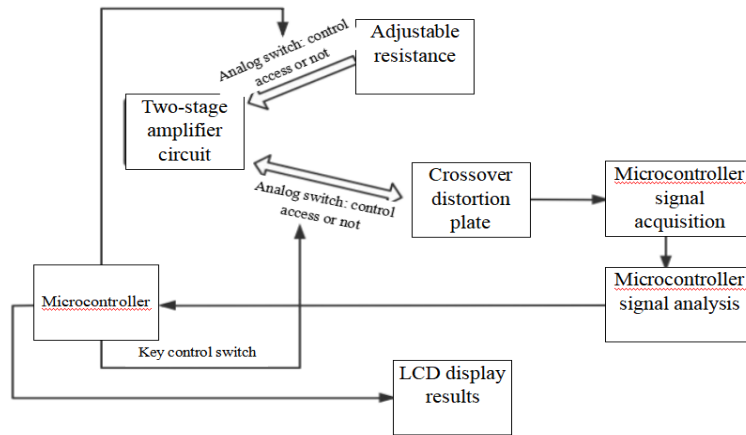 Adjustable
resistance
Analog switch: control
access or not
Two-stage
amplifier
circuit
Analog switch: control
access or not
Crossover
distortion
plate
Microcontroller
signal
acquisition
Microcontroller
signal analysis
Microcontroller
Key control switch
LCD display
results